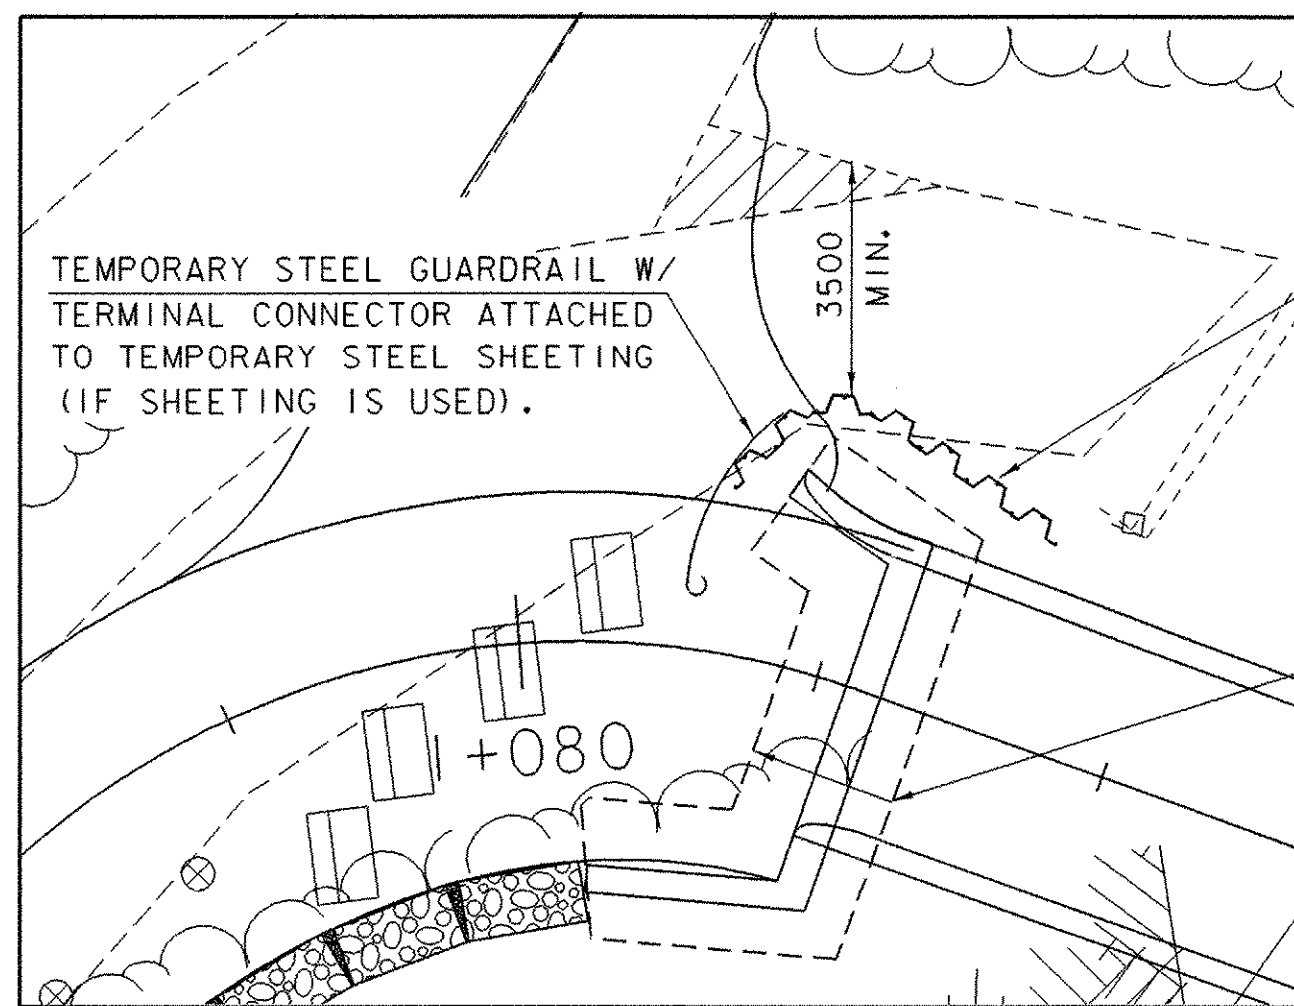 TEMPORARY STEEL GUARDRAIL W/
TERMINAL CONNECTOR ATTACHED
TO TEMPORARY STEEL SHEETING
(IF SHEETING IS USED).
3500
MIN.
1+080